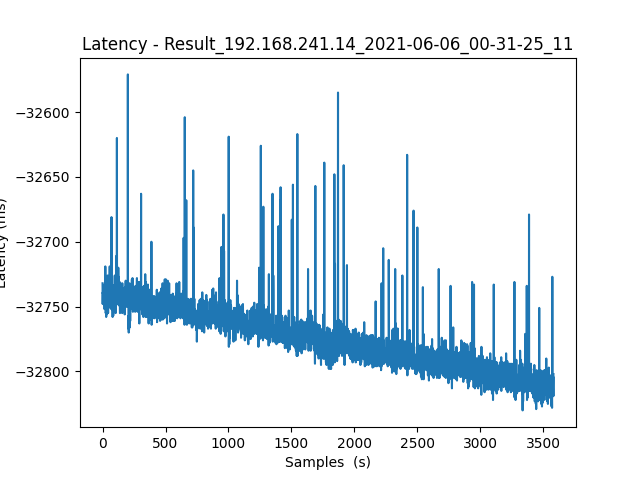 Latency - Result_192.168.241.14_2021-06-06_00-31-25_11
Latency (ms)
−32600
−32650
−32700
−32750
−32800
0 500 1000 1500 2000 2500 3000 3500
Samples (s)